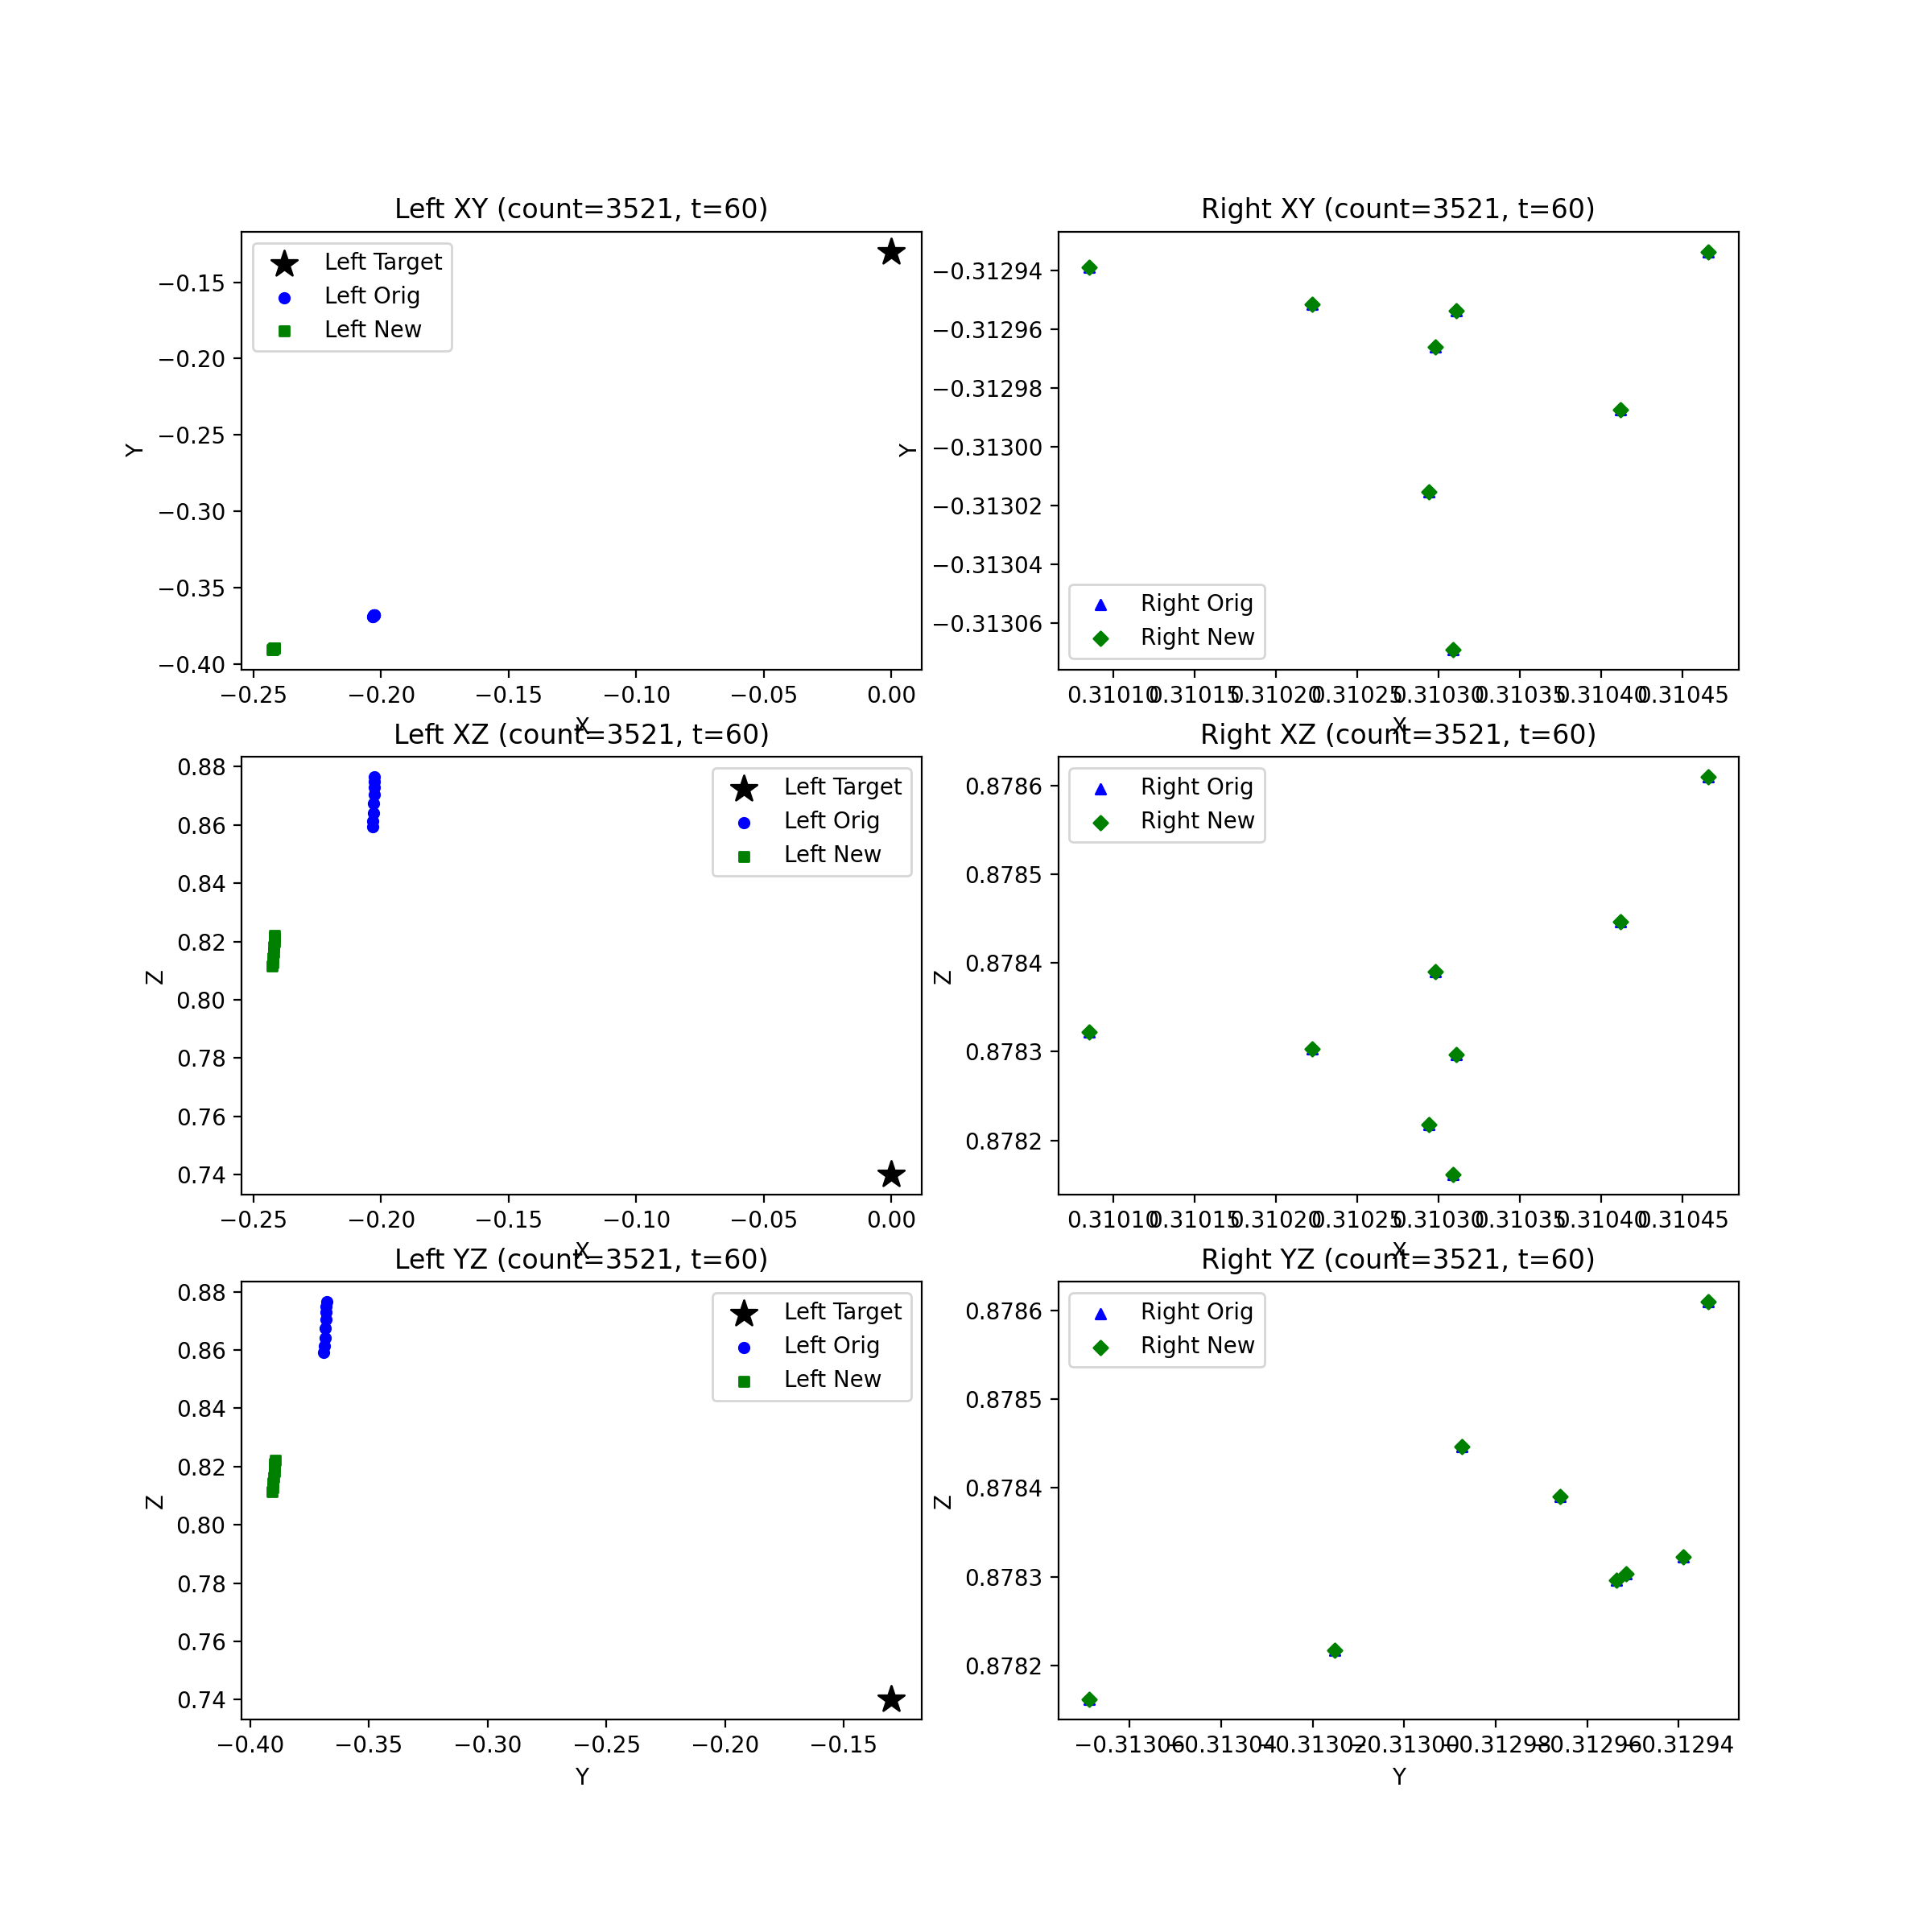 Left XY (count=3521, t=60)
Left Target
Left Orig
Left New
−0.15
−0.20
−0.25
−0.30
−0.35
−0.40
Y
−0.25
−0.20
−0.15
−0.10
−0.05
0.00
X
Right XY (count=3521, t=60)
−0.31294
−0.31296
−0.31298
−0.31300
−0.31302
−0.31304
−0.31306
Y
Right Orig
Right New
0.31010
0.31015
0.31020
0.31025
0.31030
0.31035
0.31040
0.31045
X
Left XZ (count=3521, t=60)
Left Target
Left Orig
Left New
0.88
0.86
0.84
0.82
0.80
0.78
0.76
0.74
Z
−0.25
−0.20
−0.15
−0.10
−0.05
0.00
X
Right XZ (count=3521, t=60)
Right Orig
Right New
0.8786
0.8785
0.8784
0.8783
0.8782
Z
0.31010
0.31015
0.31020
0.31025
0.31030
0.31035
0.31040
0.31045
X
Left YZ (count=3521, t=60)
Left Target
Left Orig
Left New
0.88
0.86
0.84
0.82
0.80
0.78
0.76
0.74
Z
−0.40
−0.35
−0.30
−0.25
−0.20
−0.15
Y
Right YZ (count=3521, t=60)
Right Orig
Right New
0.8786
0.8785
0.8784
0.8783
0.8782
Z
−0.31306
−0.31304
−0.31302
−0.31300
−0.31298
−0.31296
−0.31294
Y